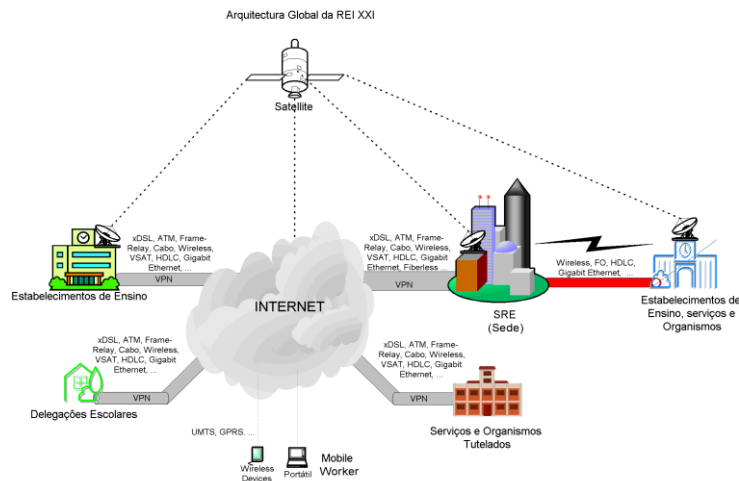 Arquitectura Global da REI XXI
Satellite
xDSL, ATM, Frame-
Relay, Cabo, Wireless,
VSAT, HDLC, Gigabit
Ethernet, ...
VPN
Estabelecimentos de Ensino
INTERNET
xDSL, ATM, Frame-
Relay, Cabo, Wireless,
VSAT, HDLC, Gigabit
Ethernet, Fiberless ...
VPN
SRE
(Sede)
Wireless, FO, HDLC,
Gigabit Ethernet, ...
Estabelecimentos de
Ensino, serviços e
Organismos
xDSL, ATM, Frame-
Relay, Cabo, Wireless,
VSAT, HDLC, Gigabit
Ethernet, ...
VPN
Delegações Escolares
xDSL, ATM, Frame-
Relay, Cabo, Wireless,
VSAT, HDLC, Gigabit
Ethernet, ...
VPN
Serviços e Organismos
Tutelados
UMTS, GPRS. ...
Wireless
Devices
Portátil
Mobile
Worker